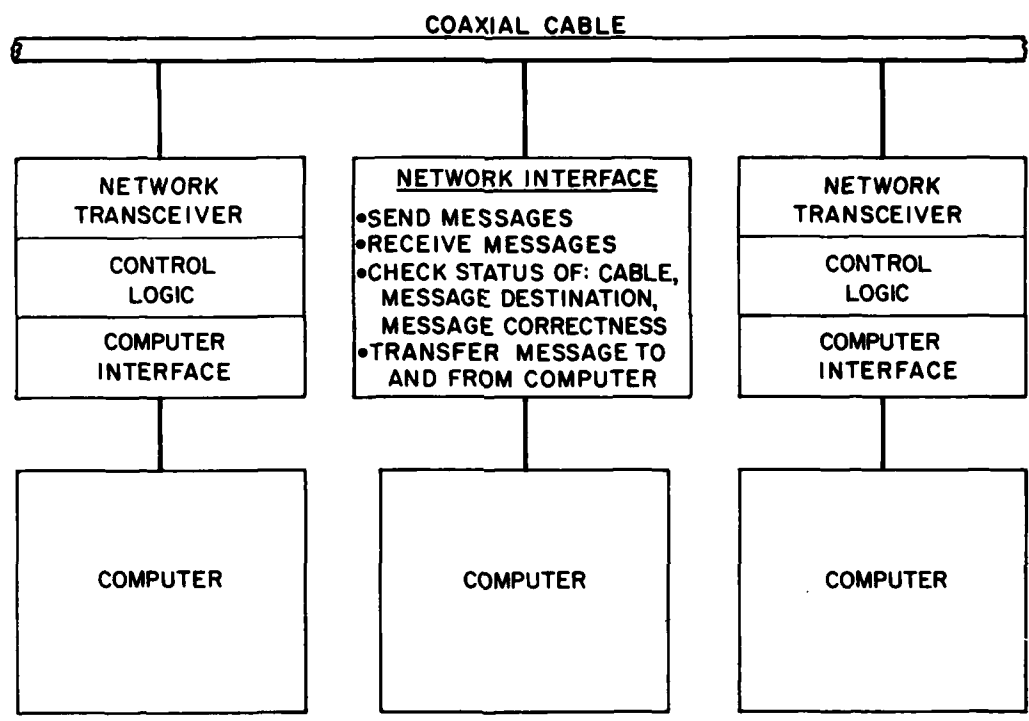 COAXIAL CABLE
NETWORK
TRANSCEIVER
CONTROL
LOGIC
COMPUTER
INTERFACE
NETWORK INTERFACE
•SEND MESSAGES
•RECEIVE MESSAGES
•CHECK STATUS OF: CABLE,
MESSAGE DESTINATION,
MESSAGE CORRECTNESS
•TRANSFER MESSAGE TO
AND FROM COMPUTER
NETWORK
TRANSCEIVER
CONTROL
LOGIC
COMPUTER
INTERFACE
COMPUTER
COMPUTER
COMPUTER